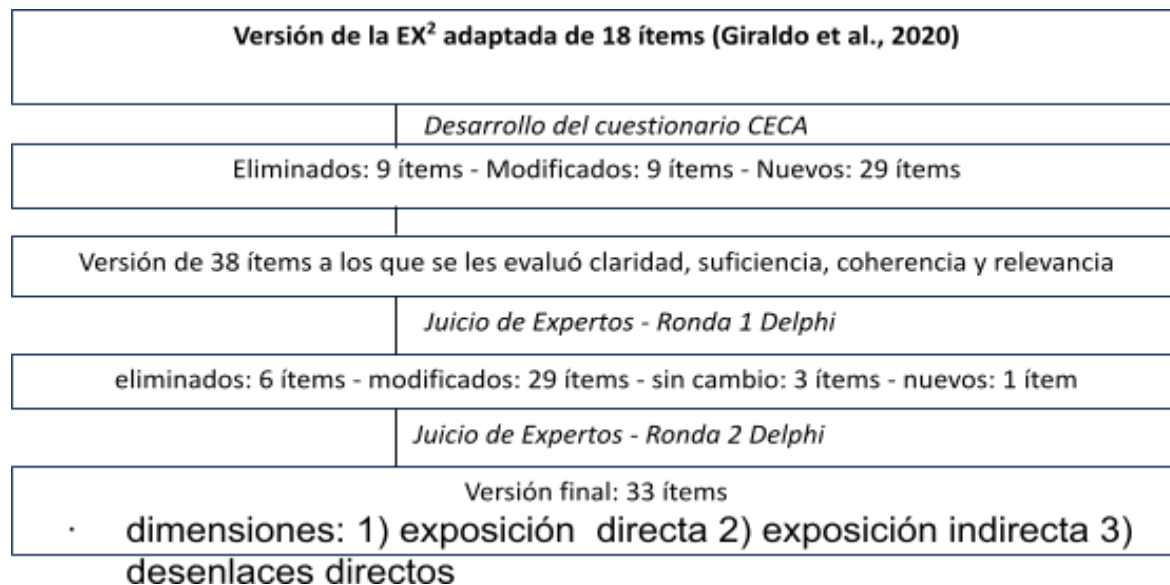 Versión de la EX² adaptada de 18 ítems (Giraldo et al., 2020)
Desarrollo del cuestionario CECA
Eliminados: 9 ítems - Modificados: 9 ítems - Nuevos: 29 ítems
Versión de 38 ítems a los que se les evaluó claridad, suficiencia, coherencia y relevancia
Juicio de Expertos - Ronda 1 Delphi
eliminados: 6 ítems - modificados: 29 ítems - sin cambio: 3 ítems - nuevos: 1 ítem
Juicio de Expertos - Ronda 2 Delphi
Versión final: 33 ítems
· dimensiones: 1) exposición directa 2) exposición indirecta 3)
desenlaces directos